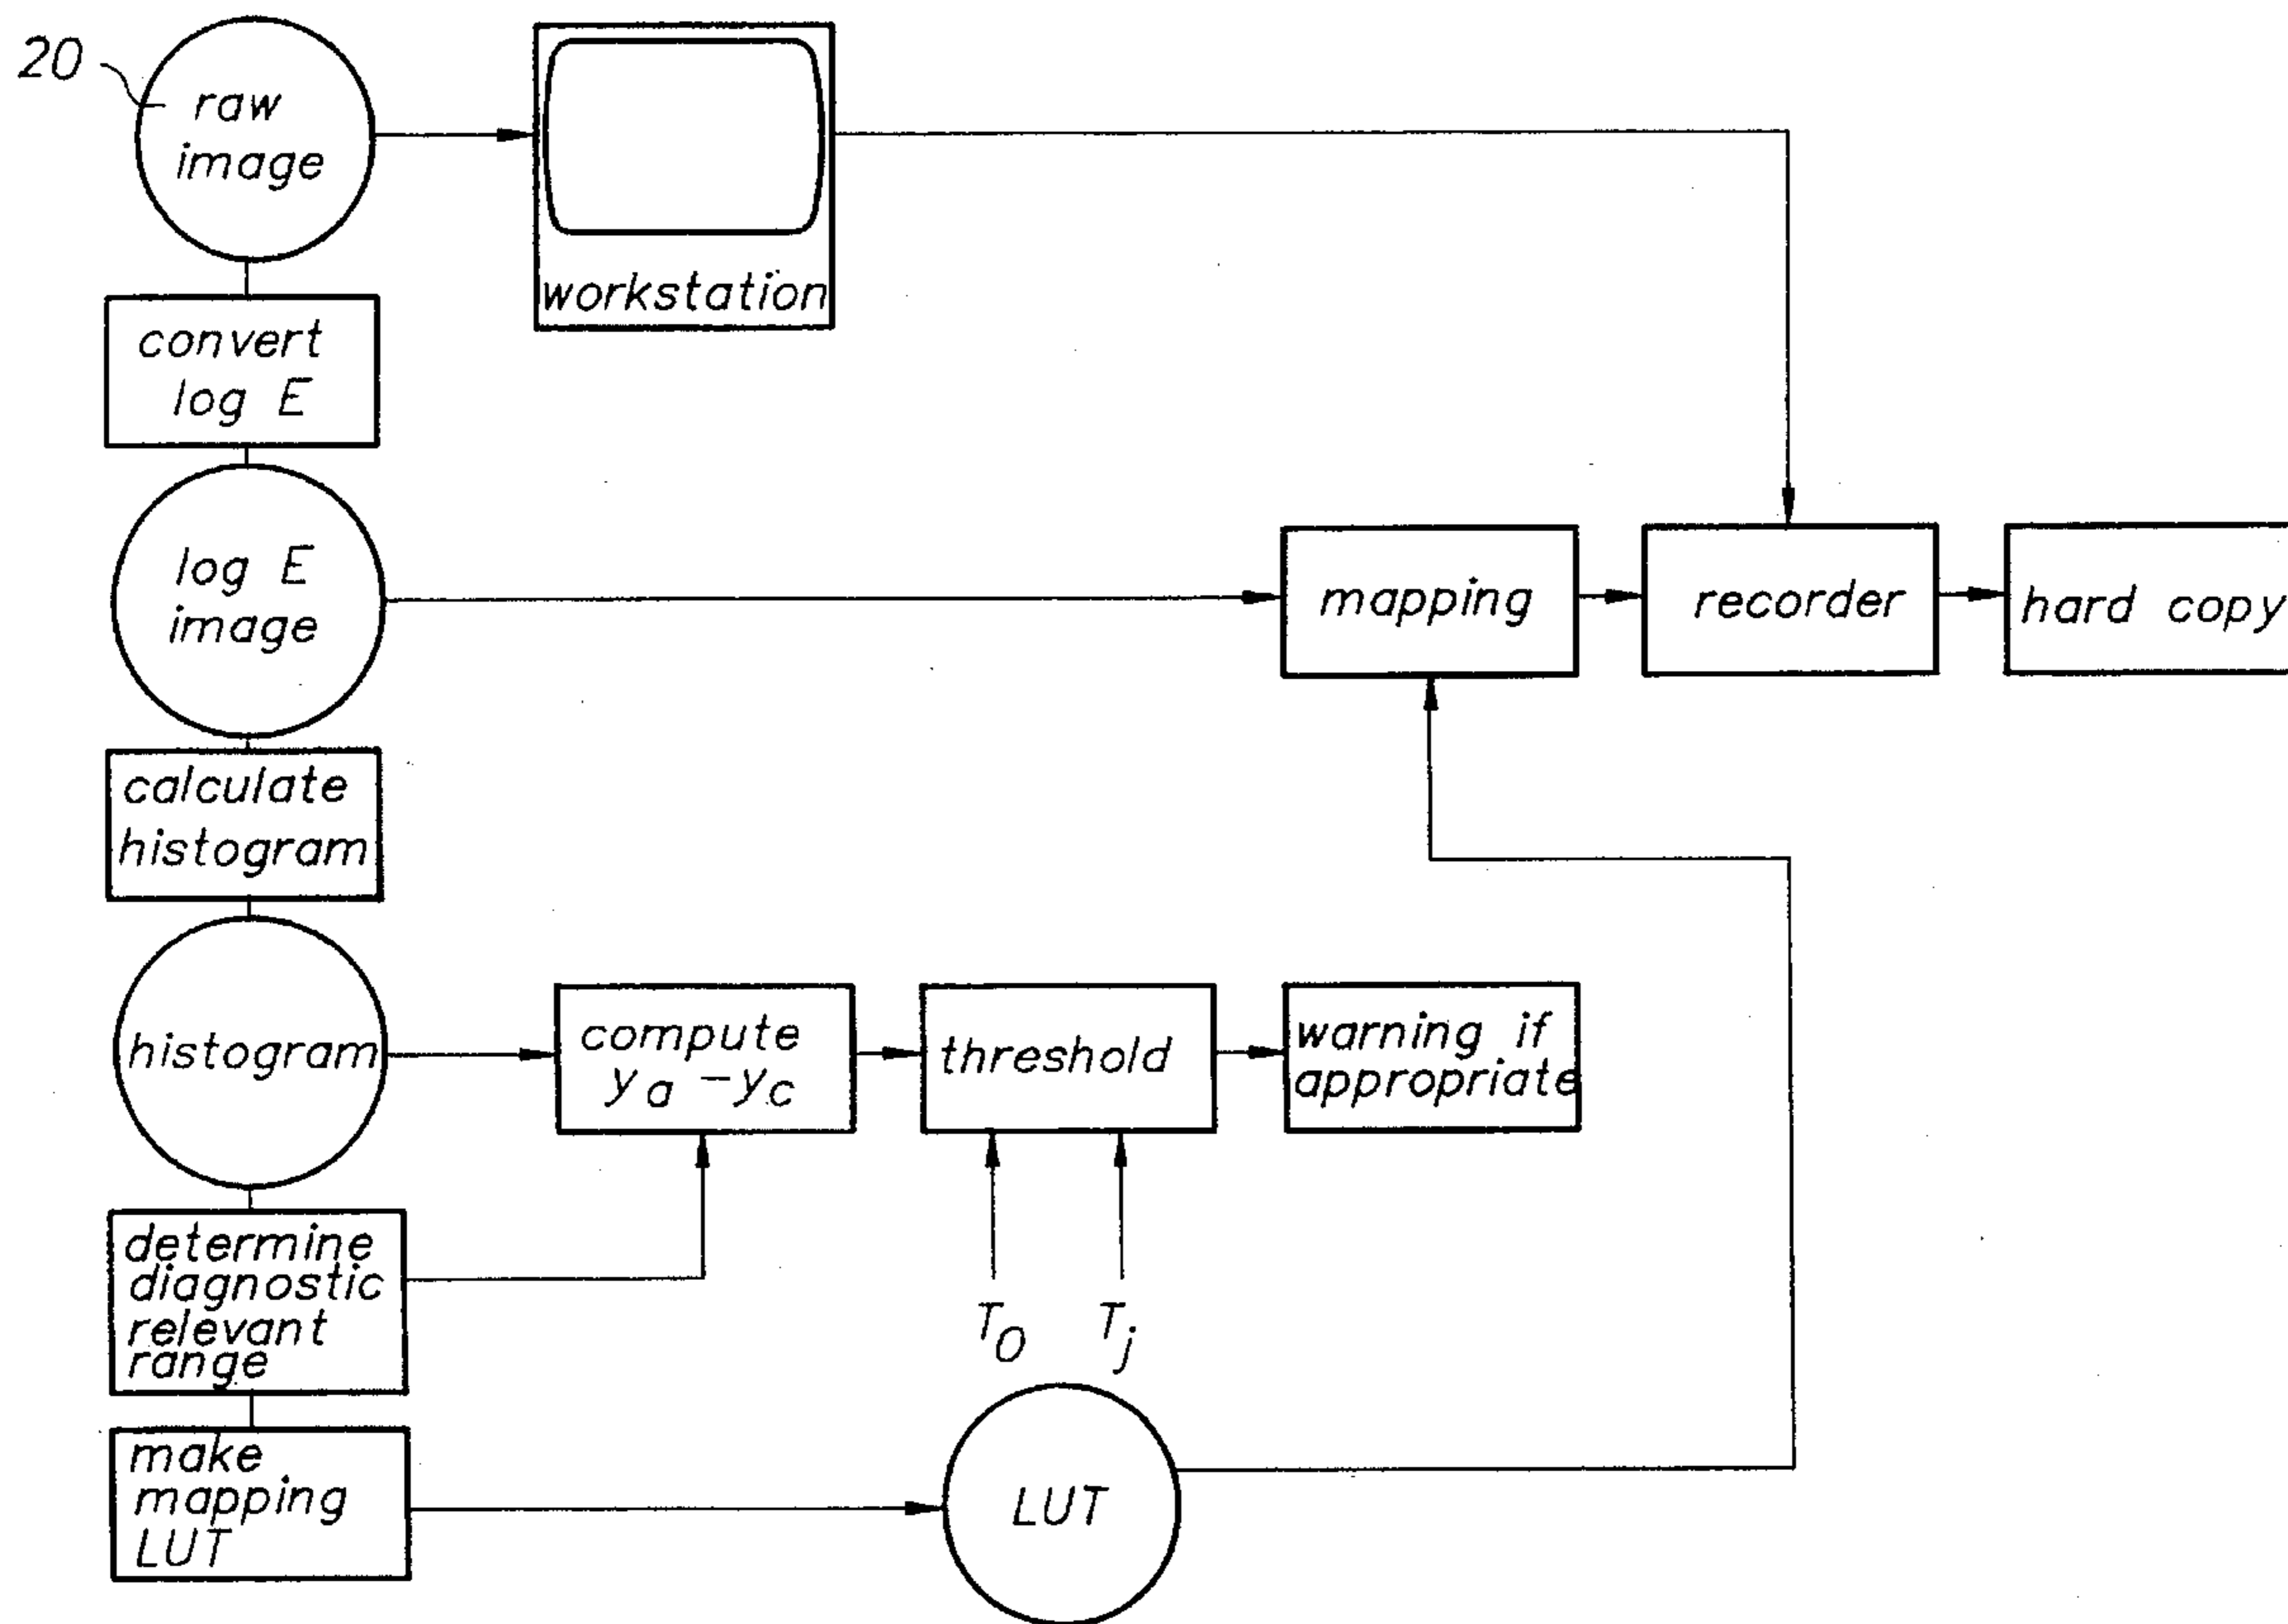 20
raw
image
workstation
convert
log E
log E
image
mapping
recorder
hard copy
calculate
histogram
histogram
compute
ya -yc
threshold
warning if
appropriate
determine
diagnostic
relevant
range
T0
Tj
make
mapping
LUT
LUT